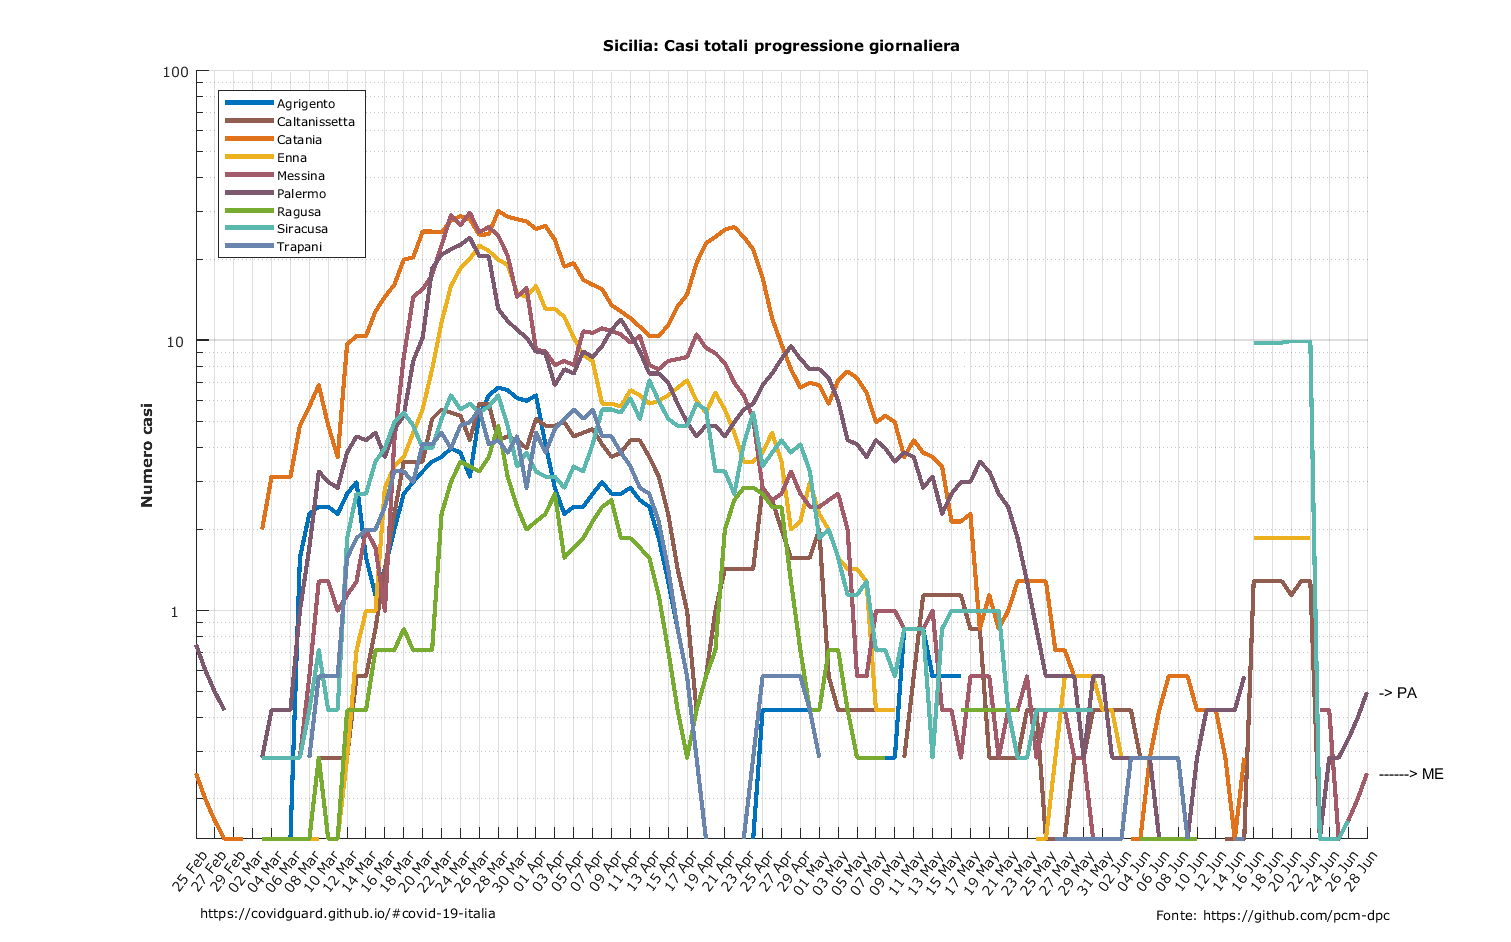 Sicilia: Casi totali progressione giornaliera
100
10
1
Numero casi
Agrigento
Caltanissetta
Catania
Enna
Messina
Palermo
Ragusa
Siracusa
Trapani
-> PA
------> ME
25 Feb
27 Feb
29 Feb
02 Mar
04 Mar
06 Mar
08 Mar
10 Mar
12 Mar
14 Mar
16 Mar
18 Mar
20 Mar
22 Mar
24 Mar
26 Mar
28 Mar
30 Mar
01 Apr
03 Apr
05 Apr
07 Apr
09 Apr
11 Apr
13 Apr
15 Apr
17 Apr
19 Apr
21 Apr
23 Apr
25 Apr
27 Apr
29 Apr
01 May
03 May
05 May
07 May
09 May
11 May
13 May
15 May
17 May
19 May
21 May
23 May
25 May
27 May
29 May
31 May
02 Jun
04 Jun
06 Jun
08 Jun
10 Jun
12 Jun
14 Jun
16 Jun
18 Jun
20 Jun
22 Jun
24 Jun
26 Jun
28 Jun
https://covidguard.github.io/#covid-19-italia
Fonte: https://github.com/pcm-dpc